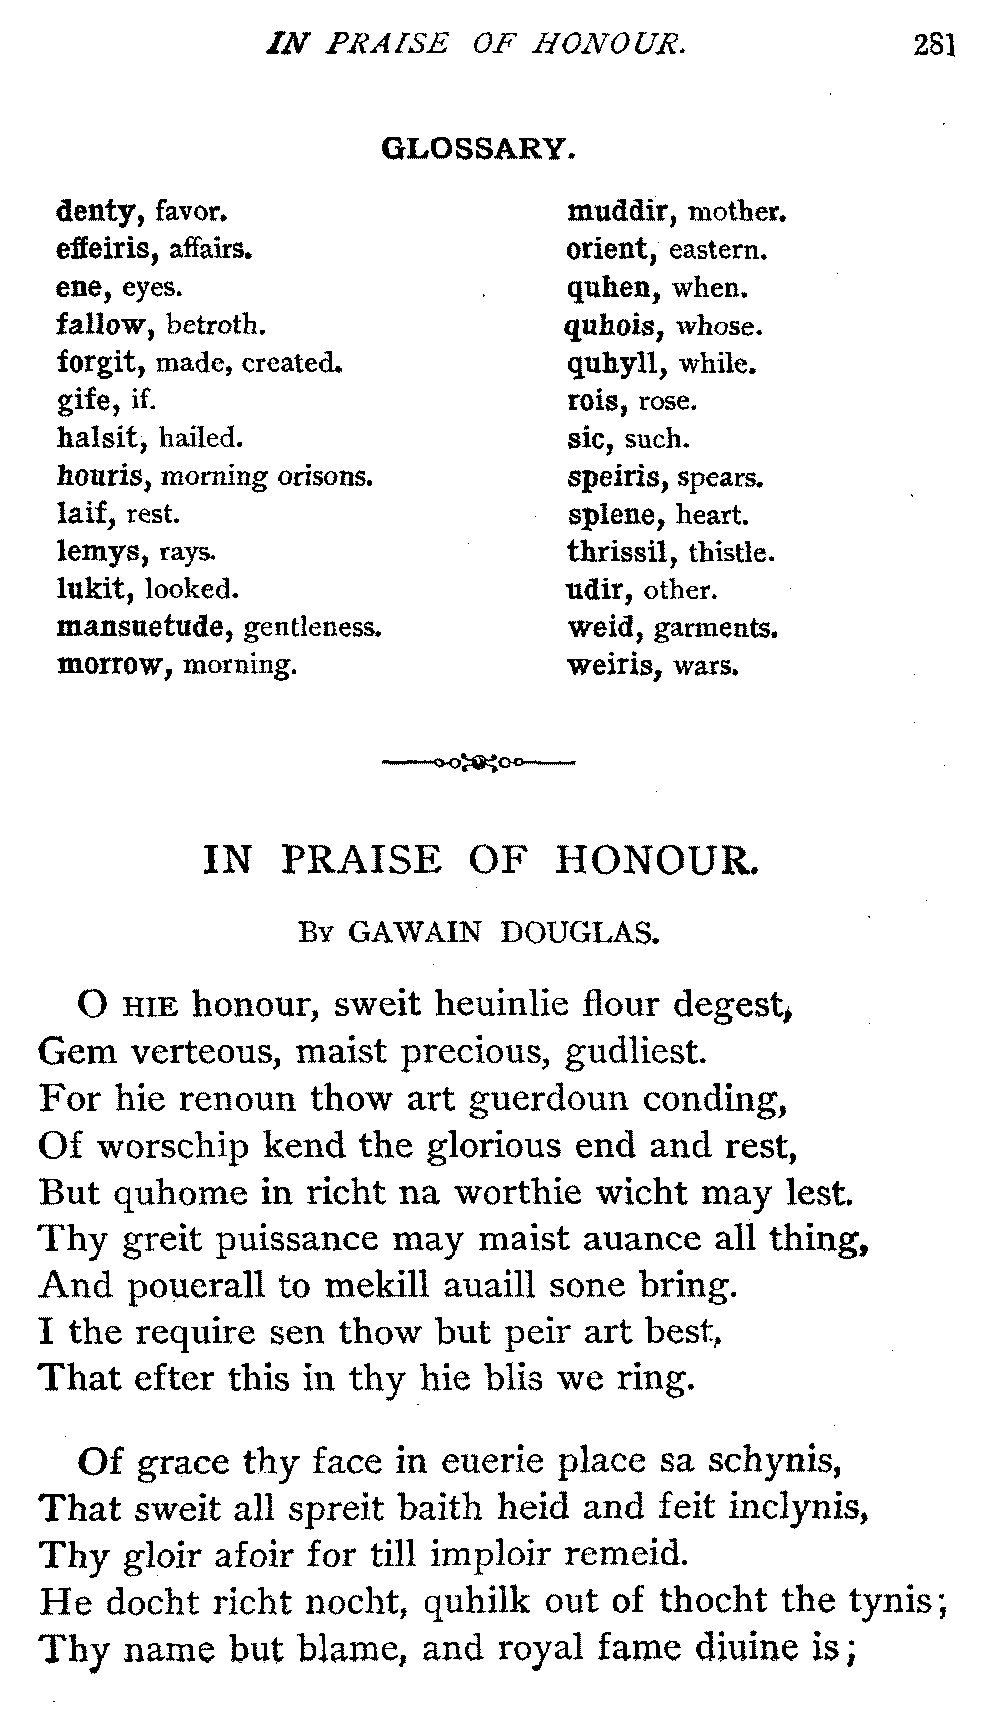 IN PRAISE OF HONOUR. 281
GLOSSARY.
denty, favor.
effeiris, affairs.
ene, eyes.
fallow, betroth.
forgit, made, created.
gife, if.
halsit, hailed.
houris, morning orisons.
laif, rest.
lemys, rays.
lukit, looked.
mansuetude, gentleness.
morrow, morning.
muddir, mother.
orient, eastern.
quhen, when.
quhois, whose.
quhyll, while.
rois, rose.
sic, such.
speiris, spears.
splene, heart.
thrissil, thistle.
udir, other.
weid, garments.
weiris, wars.
IN PRAISE OF HONOUR.
By GAWAIN DOUGLAS.
O HIE honour, sweit heuinlie flour degest,
Gem verteous, maist precious, gudliest.
For hie renoun thow art guerdoun conding,
Of worschip kend the glorious end and rest,
But quhome in richt na worthie wicht may lest.
Thy greit puissance may maist auance all thing,
And pouerall to mekill auaill sone bring.
I the require sen thow but peir art best,
That efter this in thy hie blis we ring.
Of grace thy face in euerie place sa schynis,
That sweit all spreit baith heid and feit inclynis,
Thy gloir afoir for till imploir remeid.
He docht richt nocht, quhilk out of thocht the tynis;
Thy name but blame, and royal fame diuine is;